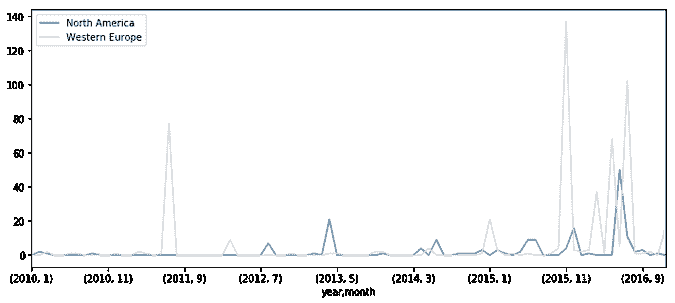 North America
Western Europe
140
120
100
80
60
40
20
0
(2010, 1) (2010, 11) (2011, 9) (2012, 7) (2013, 5) (2014, 3) (2015, 1) (2015, 11) (2016, 9)
year,month